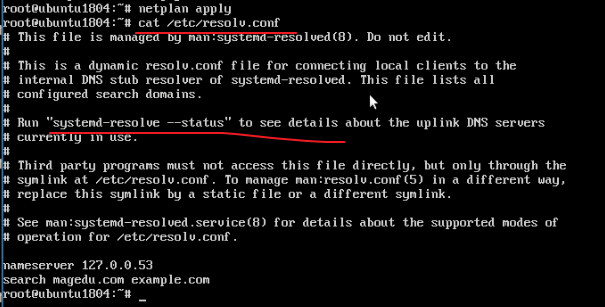 root@ubuntu1804:~# netplan apply
root@ubuntu1804:~# cat /etc/resolv.conf
# This file is managed by man:systemd-resolved(8). Do not edit.
#
# This is a dynamic resolv.conf file for connecting local clients to the
# internal DNS stub resolver of systemd-resolved. This file lists all
# configured search domains.
#
# Run "systemd-resolve --status" to see details about the uplink DNS servers
# currently in use.
#
# Third party programs must not access this file directly, but only through the
# symlink at /etc/resolv.conf. To manage man:resolv.conf(5) in a different way,
# replace this symlink by a static file or a different symlink.
#
# See man:systemd-resolved.service(8) for details about the supported modes of
# operation for /etc/resolv.conf.

nameserver 127.0.0.53
search magedu.com example.com
root@ubuntu1804:~# _